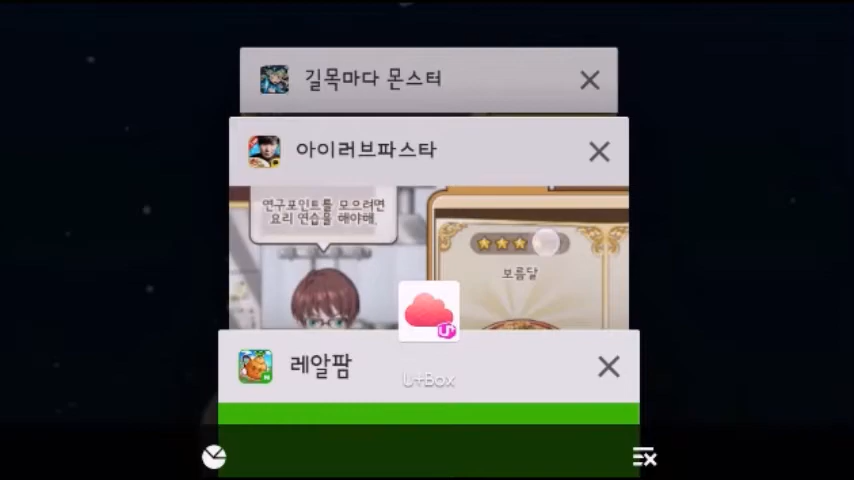 길목마다 몬스터
아이러브파스타
연구포인트를 모으려면
요리 연습을 해야해.
보름달
U+Box
레알팜